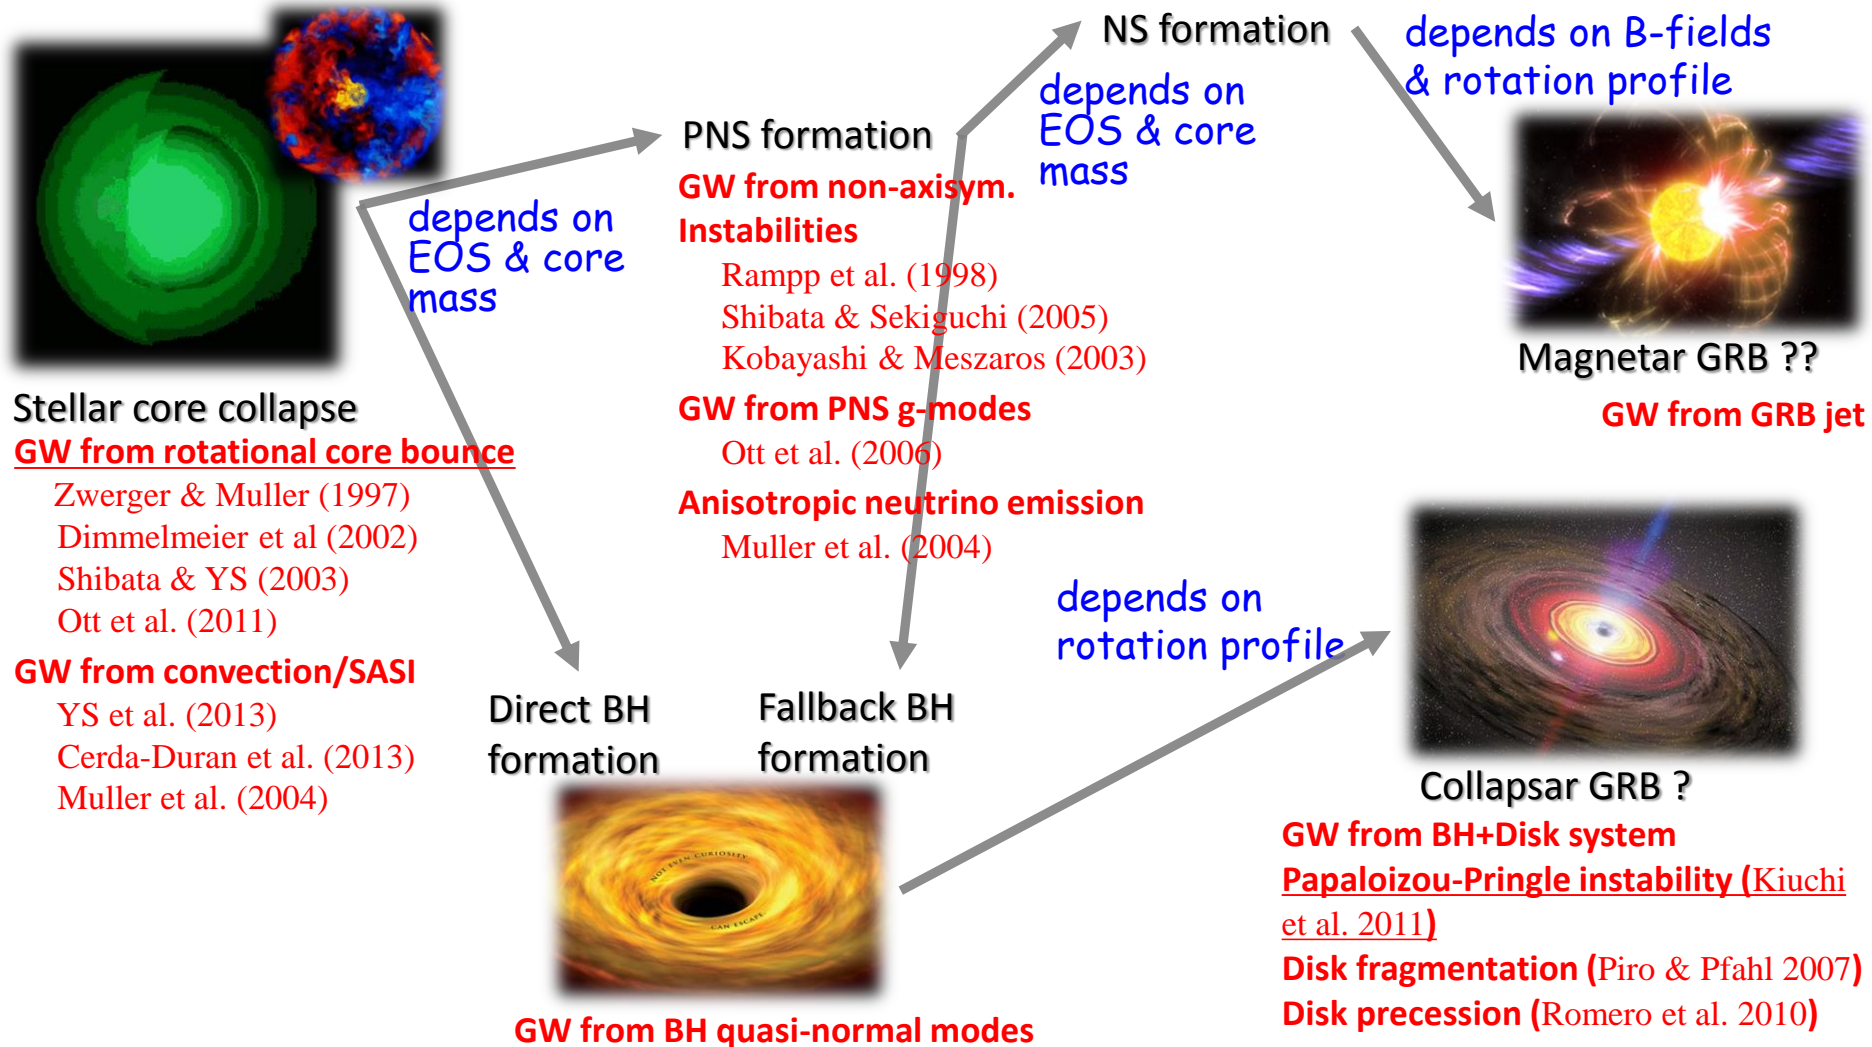 NS formation
depends on B-fields
& rotation profile
depends on
EOS & core
mass
PNS formation
GW from non-axisym.
Instabilities
Rampp et al. (1998)
Shibata & Sekiguchi (2005)
Kobayashi & Meszaros (2003)
GW from PNS g-modes
Ott et al. (2006)
Anisotropic neutrino emission
Muller et al. (2004)
depends on
EOS & core
mass
Magnetar GRB ??
GW from GRB jet
Stellar core collapse
GW from rotational core bounce
Zwerger & Muller (1997)
Dimmelmeier et al (2002)
Shibata & YS (2003)
Ott et al. (2011)
GW from convection/SASI
YS et al. (2013)
Cerda-Duran et al. (2013)
Muller et al. (2004)
depends on
rotation profile
Direct BH
formation
Fallback BH
formation
NOT EVEN CURIOSITY
CAN ESCAPE
GW from BH quasi-normal modes
Collapsar GRB ?
GW from BH+Disk system
Papaloizou-Pringle instability (Kiuchi
et al. 2011)
Disk fragmentation (Piro & Pfahl 2007)
Disk precession (Romero et al. 2010)